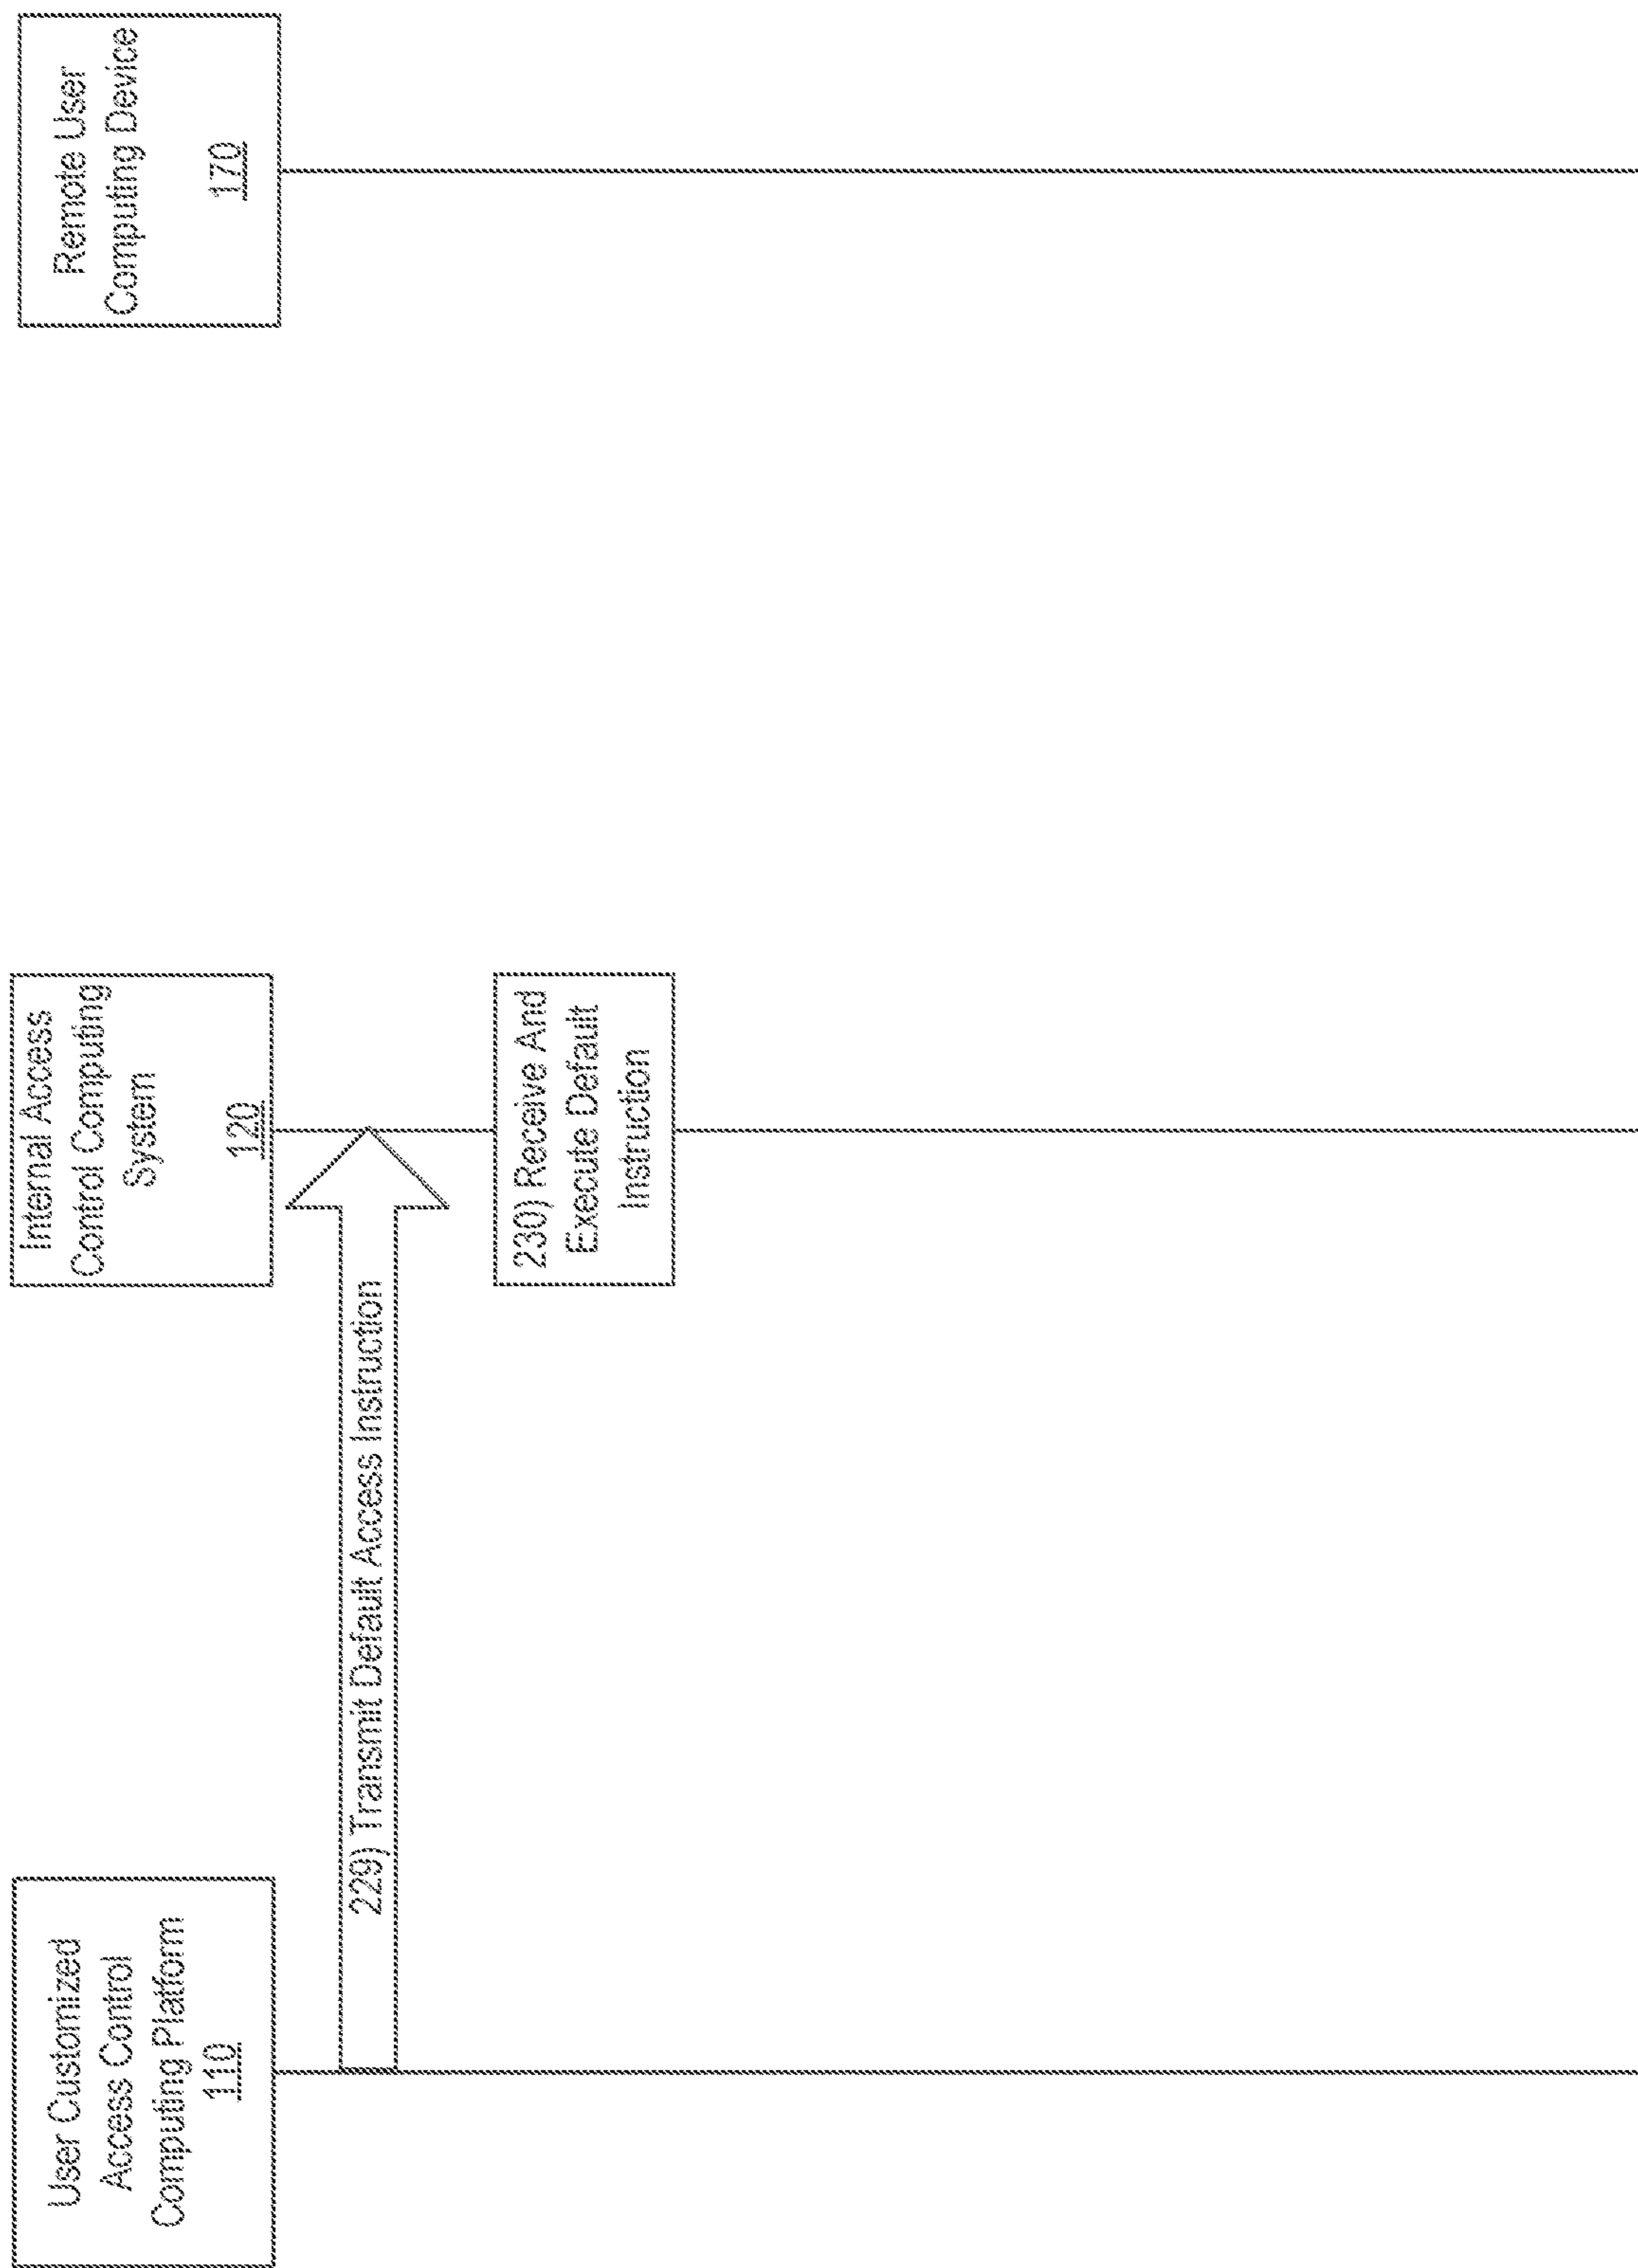 User Customized
Access Control
Computing Platform
110
Internal Access
Control Computing
System
120
Remote User
Computing Device
170
229) Transmit Default Access Instruction
230) Receive And
Execute Default
Instruction